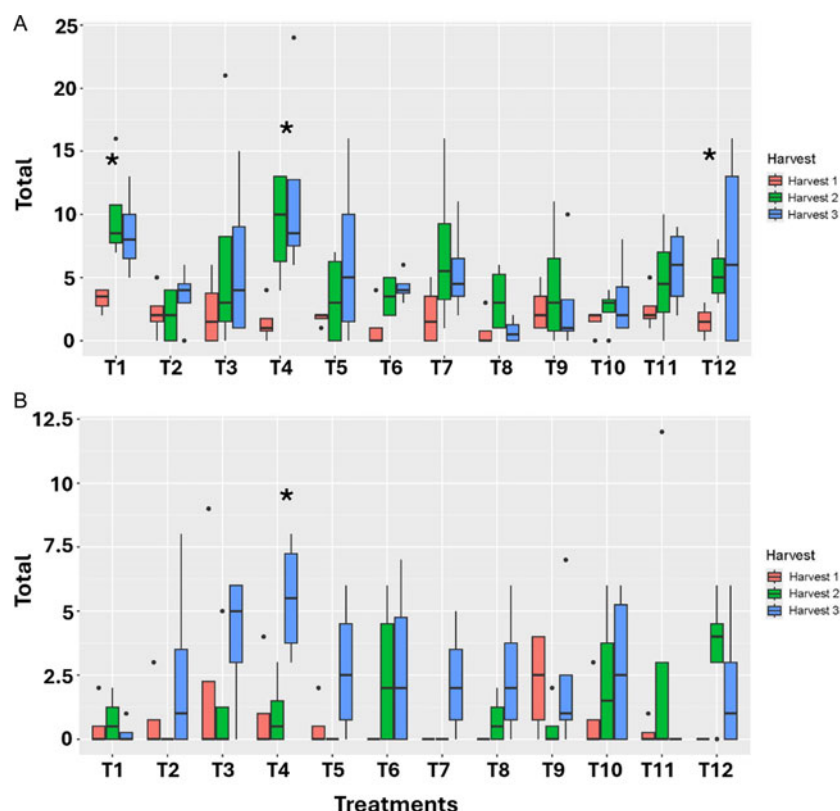 A
25
20
15
10
5
0
Total
*
*
*
T1 T2 T3 T4 T5 T6 T7 T8 T9 T10 T11 T12
Harvest
Harvest 1
Harvest 2
Harvest 3
B
12.5
10
7.5
5
2.5
0
Total
*
T1 T2 T3 T4 T5 T6 T7 T8 T9 T10 T11 T12
Treatments
Harvest
Harvest 1
Harvest 2
Harvest 3